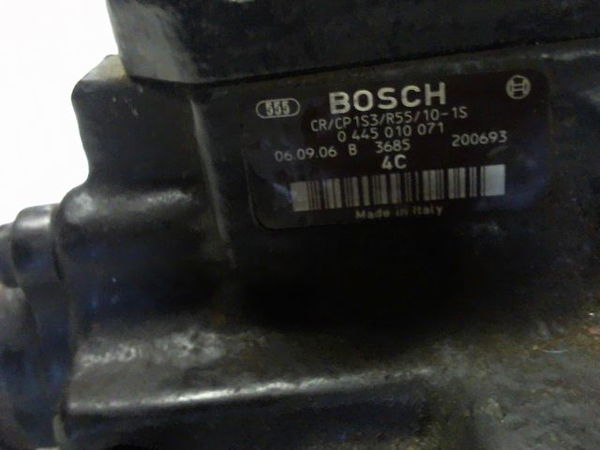 555 BOSCH
CR/CP1S3/R55/10-1S
0 445 010 071
06.09.06 B 3685 200693
4C
Made in Italy